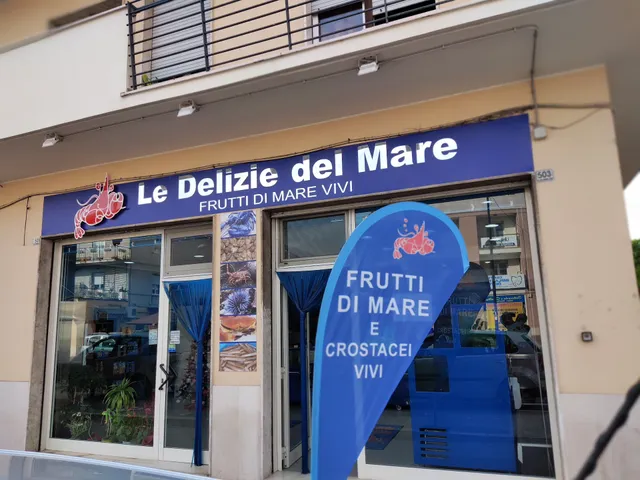 Le Delizie del Mare
FRUTTI DI MARE VIVI
503
FRUTTI
DI MARE
E
CROSTACEI
VIVI